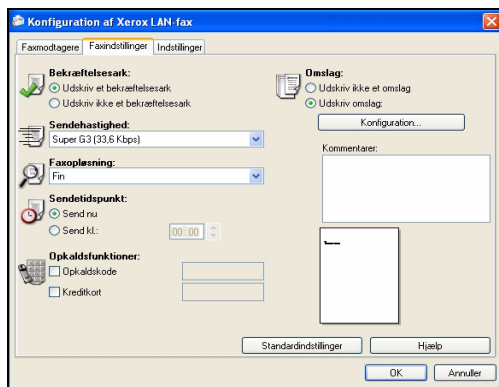 Konfiguration af Xerox LAN-fax
Faxmodtagere
Faxindstillinger
Indstillinger
Bekræftelsesark:
Udskriv et bekræftelsesark
Udskriv ikke et bekræftelsesark
Sendehastighed:
Super G3 (33,6 Kbps)
Faxopløsning:
Fin
Sendetidspunkt:
Send nu
Send kl.:
00:00
Opkaldsfunktioner:
Opkaldskode
Kreditkort
Omslag:
Udskriv ikke et omslag
Udskriv omslag:
Konfiguration...
Kommentarer:
Standardindstillinger
Hjælp
OK
Annuller